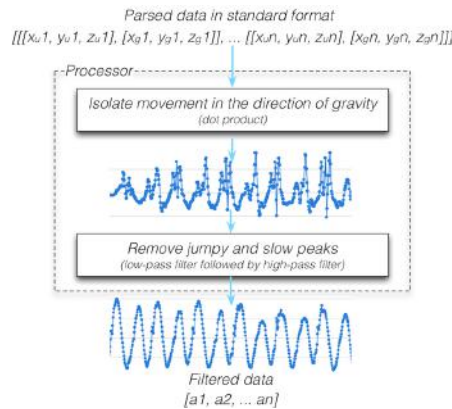 Parsed data in standard format
[[[xu1, yu1, zu1], [xg1, yg1, zg1]], ... [[xun, yun, zun], [xgn, ygn, zgn]]]
Processor
Isolate movement in the direction of gravity
(dot product)
Remove jumpy and slow peaks
(low-pass filter followed by high-pass filter)
Filtered data
[a1, a2, ... an]